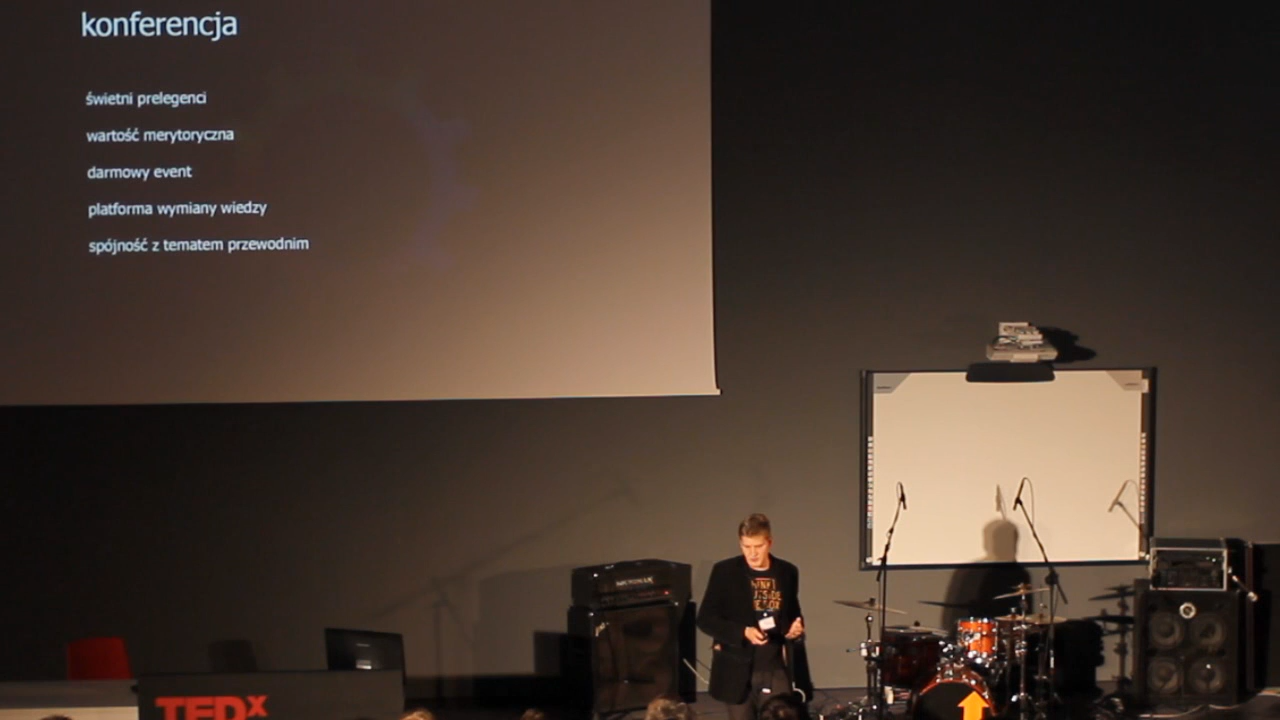 konferencja
świetni prelegenci
wartość merytoryczna
darmowy event
platforma wymiany wiedzy
spójność z tematem przewodnim
TEDx